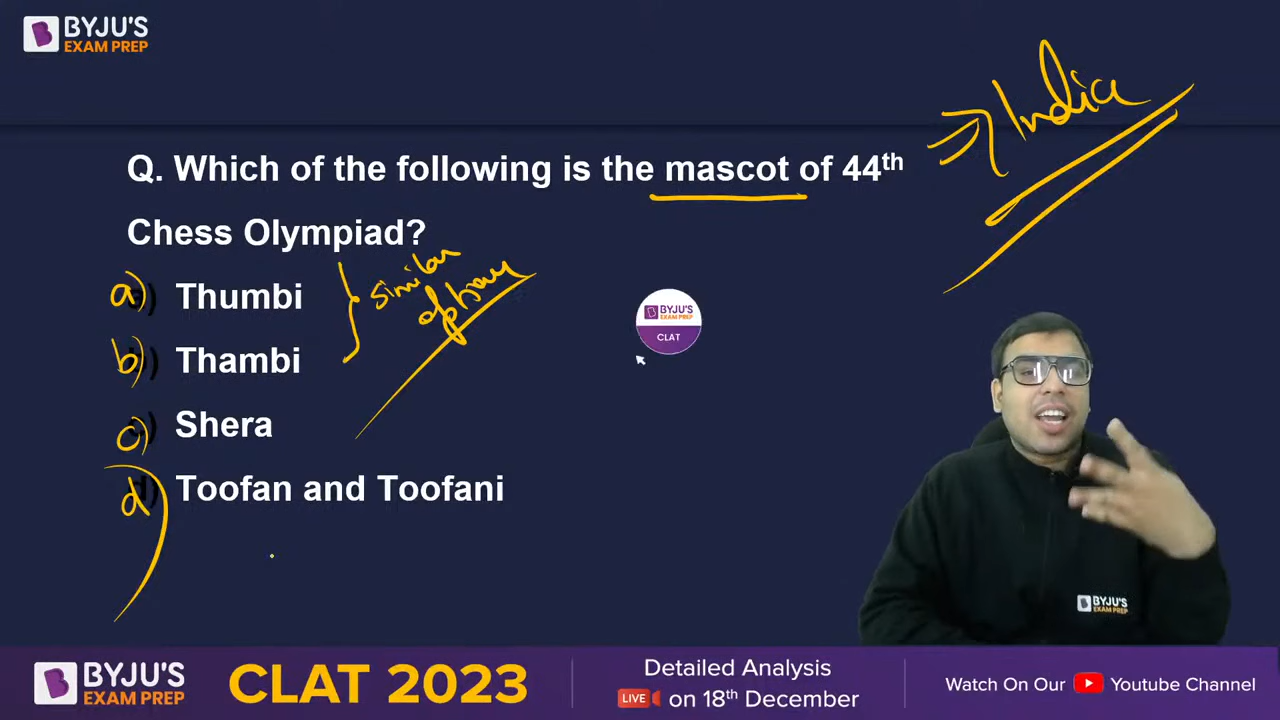 BYJU'S
EXAM PREP
⇒ India
Q. Which of the following is the mascot of 44th
Chess Olympiad?
a) Thumbi
b) Thambi
similar
c) Shera
d) Toofan and Toofani
BYJU'S
EXAM PREP
CLAT
BYJU'S
EXAM PREP
BYJU'S
EXAM PREP
CLAT 2023
Detailed Analysis
LIVE on 18th December
Watch On Our Youtube Channel